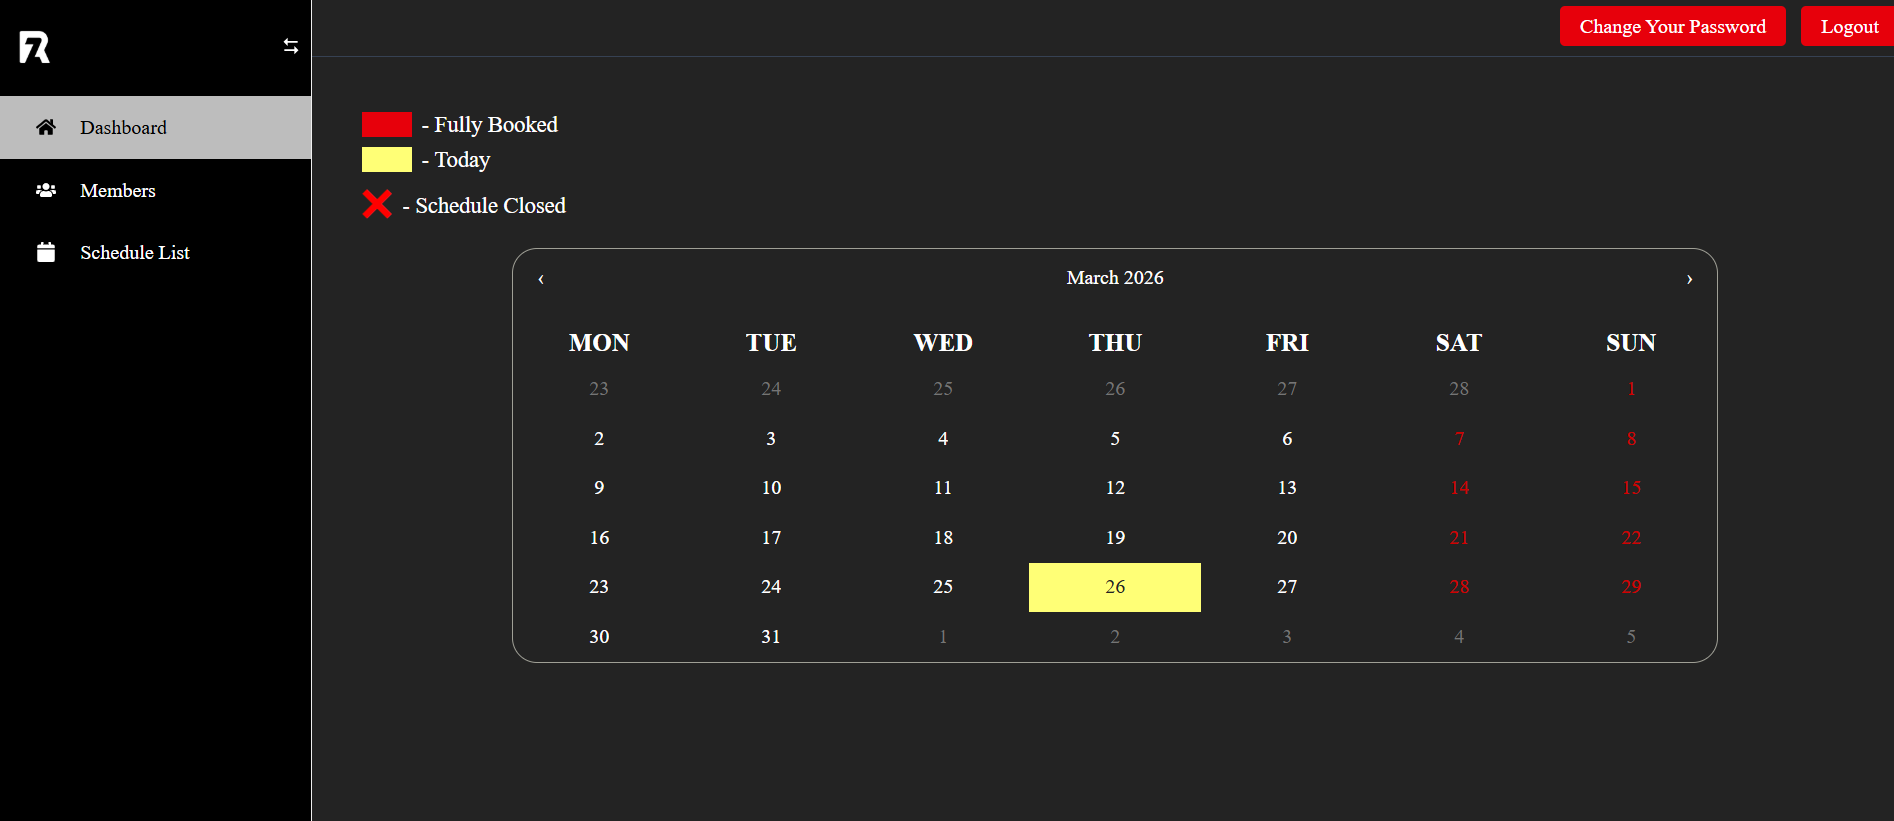 Change Your Password
Logout
Dashboard
Members
Schedule List
- Fully Booked
- Today
- Schedule Closed
‹ March 2026 ›
MON TUE WED THU FRI SAT SUN
23 24 25 26 27 28 1
2 3 4 5 6 7 8
9 10 11 12 13 14 15
16 17 18 19 20 21 22
23 24 25 26 27 28 29
30 31 1 2 3 4 5